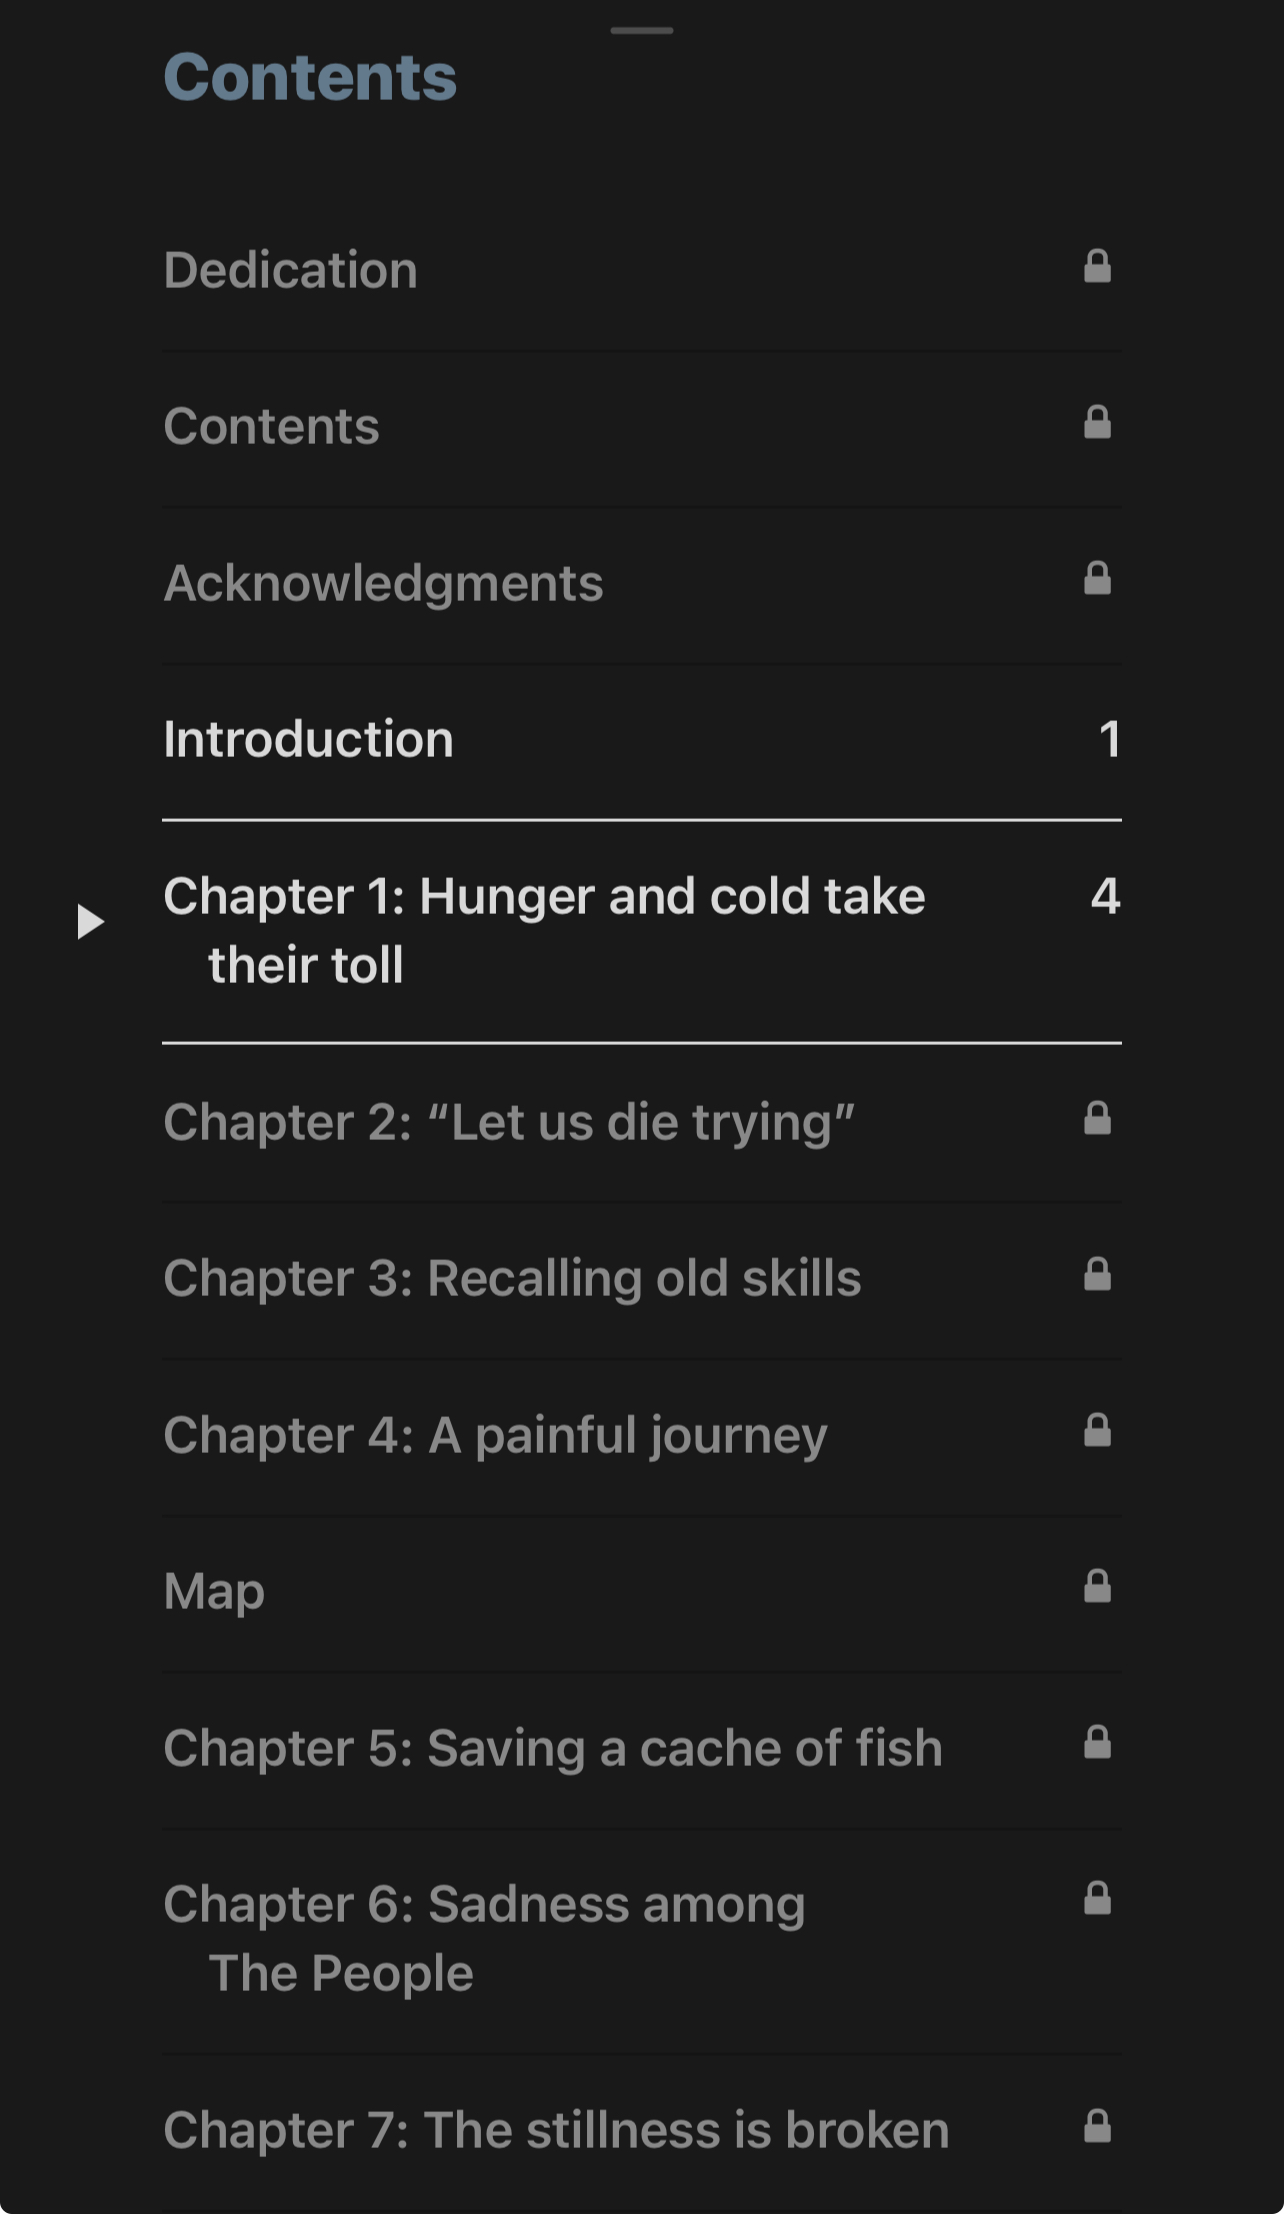 Contents
Dedication
Contents
Acknowledgments
Introduction 1
Chapter 1: Hunger and cold take 4
their toll
Chapter 2: “Let us die trying”
Chapter 3: Recalling old skills
Chapter 4: A painful journey
Map
Chapter 5: Saving a cache of fish
Chapter 6: Sadness among
The People
Chapter 7: The stillness is broken